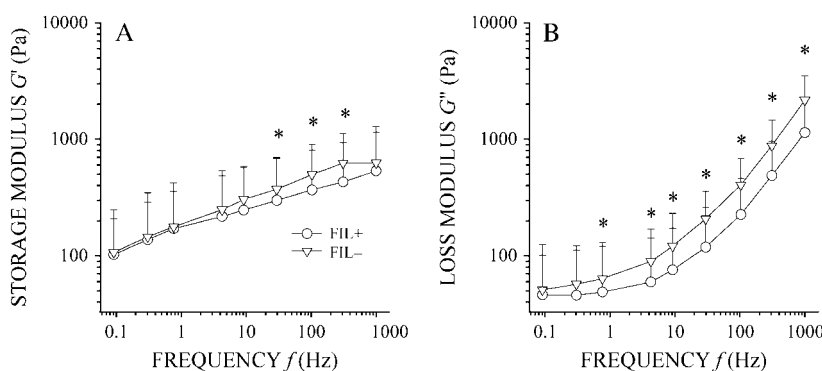 A
STORAGE MODULUS G' (Pa)
10000
1000
100
* * *
FIL+
FIL−
0.1 1 10 100 1000
FREQUENCY f (Hz)
B
LOSS MODULUS G'' (Pa)
10000
1000
100
* * * * * * *
0.1 1 10 100 1000
FREQUENCY f (Hz)